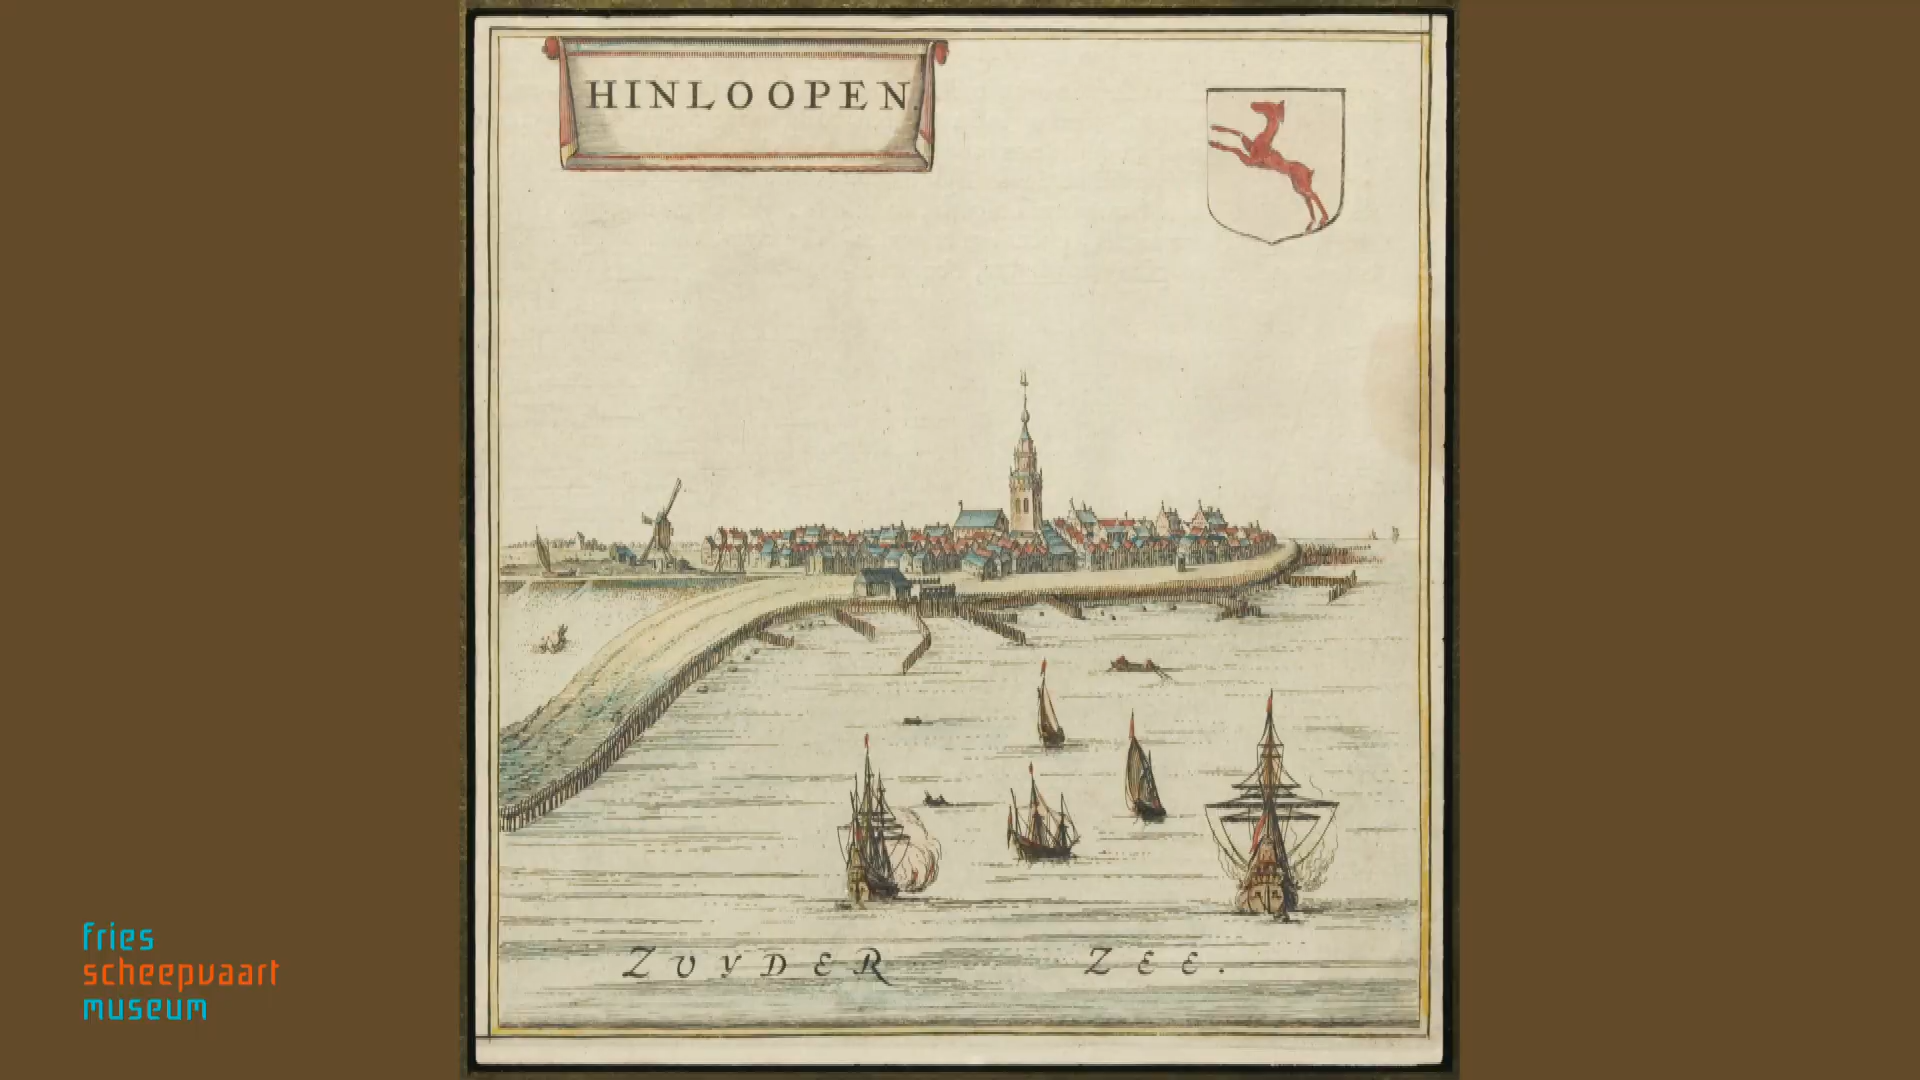 HINLOOPEN.
ZUYDER ZEE.
fries
scheepvaart
museum